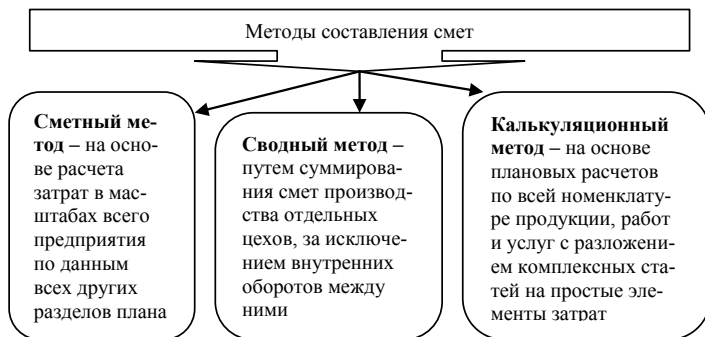 Методы составления смет
Сметный ме-
тод – на осно-
ве расчета
затрат в мас-
штабах всего
предприятия
по данным
всех других
разделов плана
Сводный метод –
путем суммирова-
ния смет производ-
ства отдельных
цехов, за исключе-
нием внутренних
оборотов между
ними
Калькуляционный
метод – на основе
плановых расчетов
по всей номенклату-
ре продукции, работ
и услуг с разложени-
ем комплексных ста-
тей на простые эле-
менты затрат